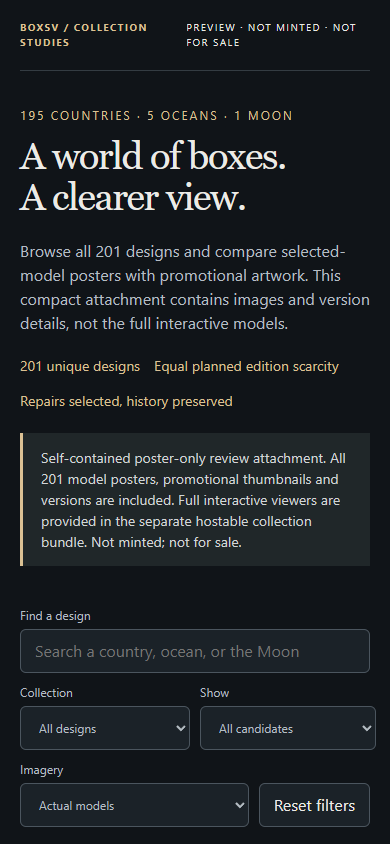 BOXSV / COLLECTION STUDIES
PREVIEW · NOT MINTED · NOT FOR SALE
195 COUNTRIES · 5 OCEANS · 1 MOON
A world of boxes.
A clearer view.
Browse all 201 designs and compare selected-
model posters with promotional artwork. This
compact attachment contains images and version
details, not the full interactive models.
201 unique designs
Equal planned edition scarcity
Repairs selected, history preserved
Self-contained poster-only review attachment. All
201 model posters, promotional thumbnails and
versions are included. Full interactive viewers are
provided in the separate hostable collection
bundle. Not minted; not for sale.
Find a design
Search a country, ocean, or the Moon
Collection
Show
All designs
All candidates
Imagery
Actual models
Reset filters